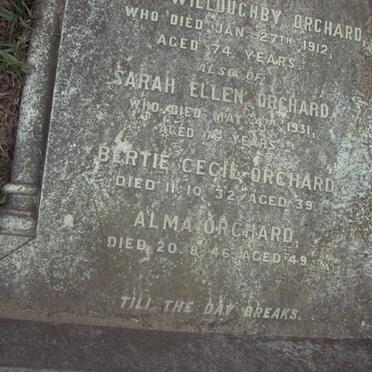 WILLOUGHBY ORCHARD,
WHO DIED JAN. 27TH 1912,
AGED 74 YEARS.
ALSO OF
SARAH ELLEN ORCHARD,
WHO DIED MAY 4TH 1931,
AGED YEARS.
BERTIE CECIL ORCHARD,
DIED 11. 10. 32, AGED 39.
ALMA ORCHARD,
DIED 20. 8. 46, AGED 49.
TILL THE DAY BREAKS.